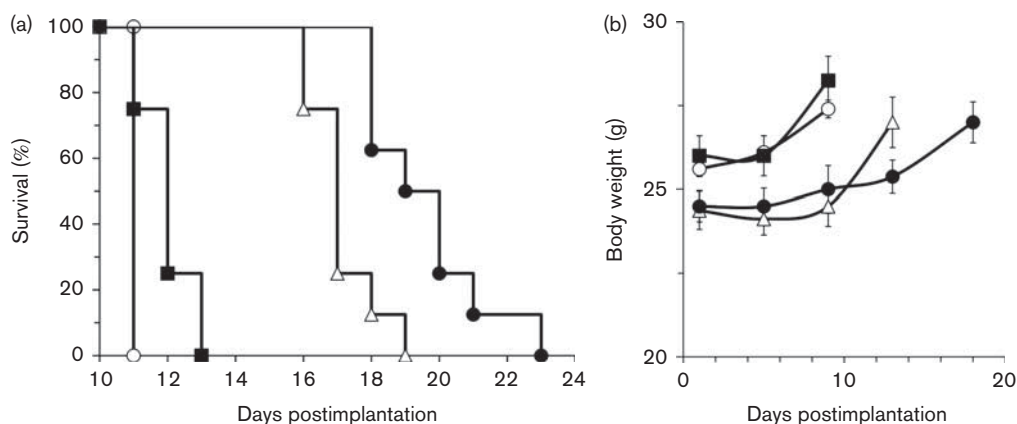 (a)
100
80
60
40
20
0
Survival (%)
10 12 14 16 18 20 22 24
Days postimplantation
(b)
30
25
20
Body weight (g)
0 10 20
Days postimplantation